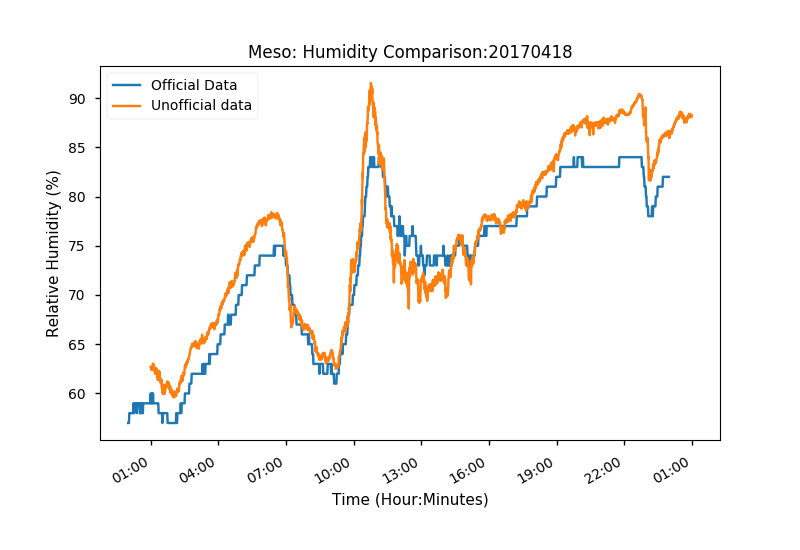 Meso: Humidity Comparison:20170418
Official Data
Unofficial data
90
85
80
75
70
65
60
Relative Humidity (%)
01:00 04:00 07:00 10:00 13:00 16:00 19:00 22:00 01:00
Time (Hour:Minutes)